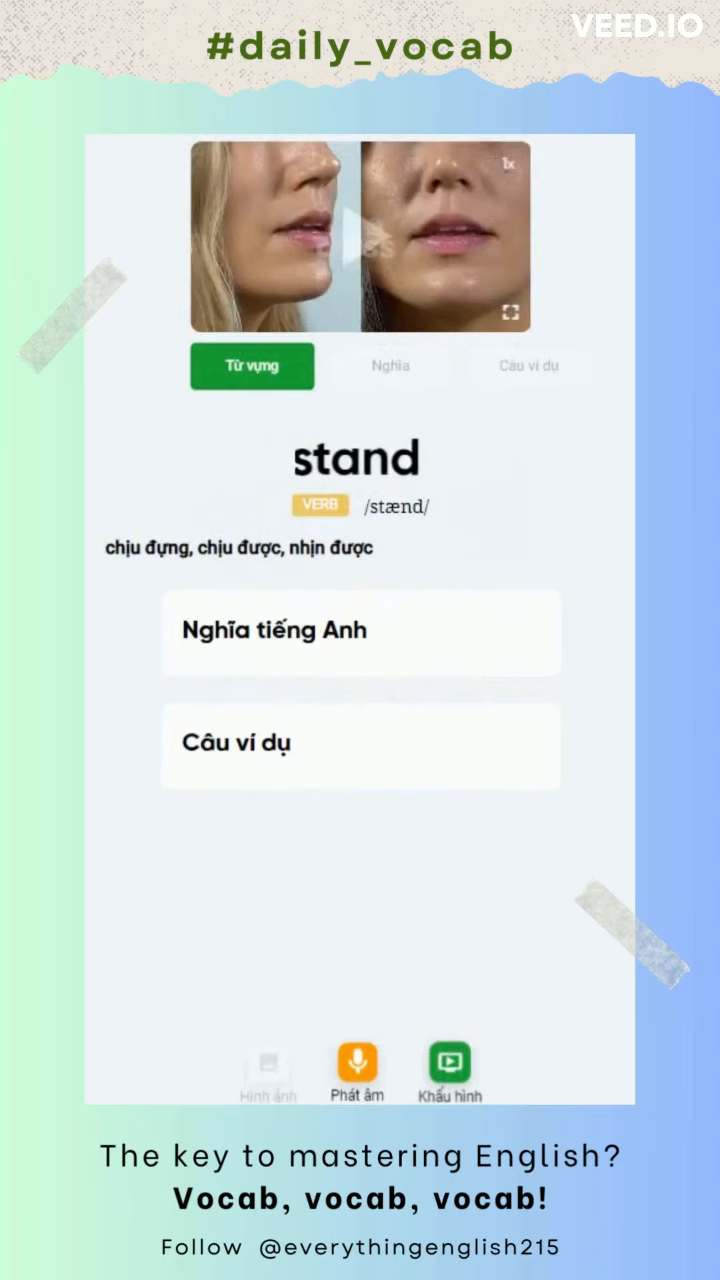 #daily_vocab
VEED.IO
1x
Từ vựng
Nghĩa
Câu ví dụ
stand
VERB /stænd/
chịu đựng, chịu được, nhịn được
Nghĩa tiếng Anh
Câu ví dụ
Hình ảnh
Phát âm
Khẩu hình
The key to mastering English?
Vocab, vocab, vocab!
Follow @everythingenglish215